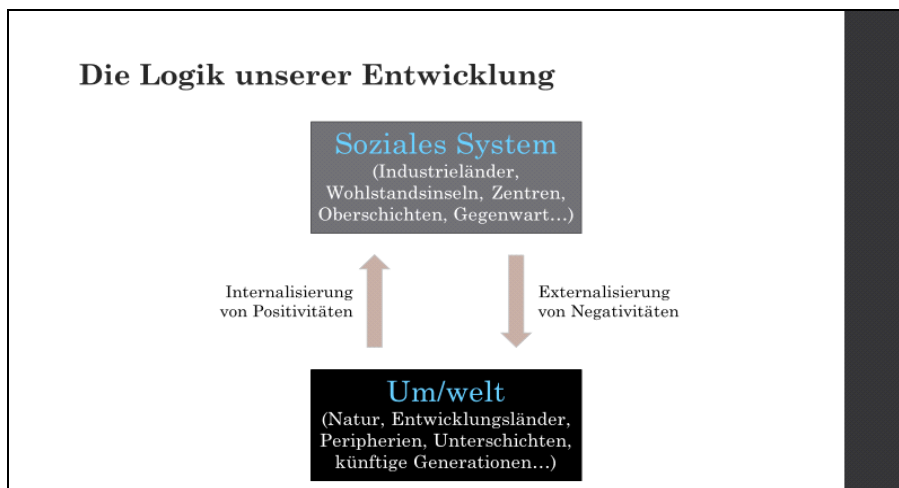 Die Logik unserer Entwicklung
Soziales System
(Industrieländer,
Wohlstandsinseln, Zentren,
Oberschichten, Gegenwart…)
Internalisierung
von Positivitäten
Externalisierung
von Negativitäten
Um/welt
(Natur, Entwicklungsländer,
Peripherien, Unterschichten,
künftige Generationen…)